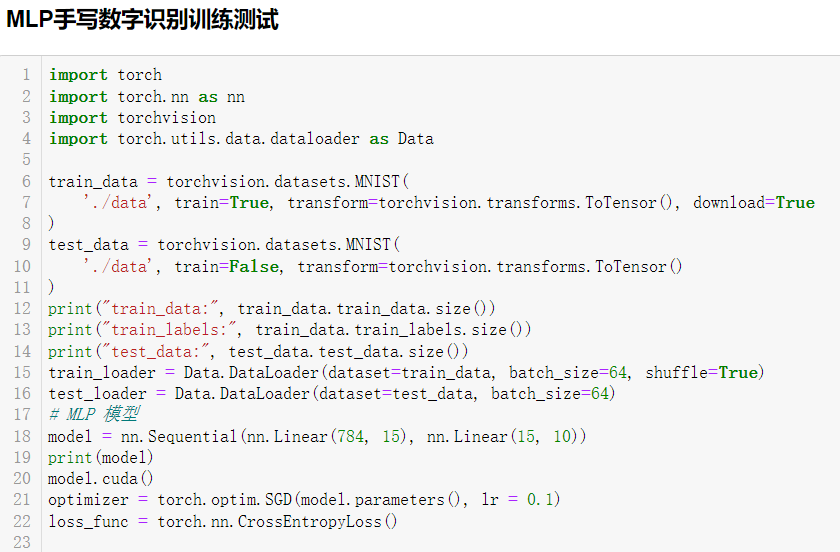 MLP手写数字识别训练测试
1 import torch
2 import torch.nn as nn
3 import torchvision
4 import torch.utils.data.dataloader as Data
5
6 train_data = torchvision.datasets.MNIST(
7     './data', train=True, transform=torchvision.transforms.ToTensor(), download=True
8 )
9 test_data = torchvision.datasets.MNIST(
10     './data', train=False, transform=torchvision.transforms.ToTensor()
11 )
12 print("train_data:", train_data.train_data.size())
13 print("train_labels:", train_data.train_labels.size())
14 print("test_data:", test_data.test_data.size())
15 train_loader = Data.DataLoader(dataset=train_data, batch_size=64, shuffle=True)
16 test_loader = Data.DataLoader(dataset=test_data, batch_size=64)
17 # MLP 模型
18 model = nn.Sequential(nn.Linear(784, 15), nn.Linear(15, 10))
19 print(model)
20 model.cuda()
21 optimizer = torch.optim.SGD(model.parameters(), lr = 0.1)
22 loss_func = torch.nn.CrossEntropyLoss()
23